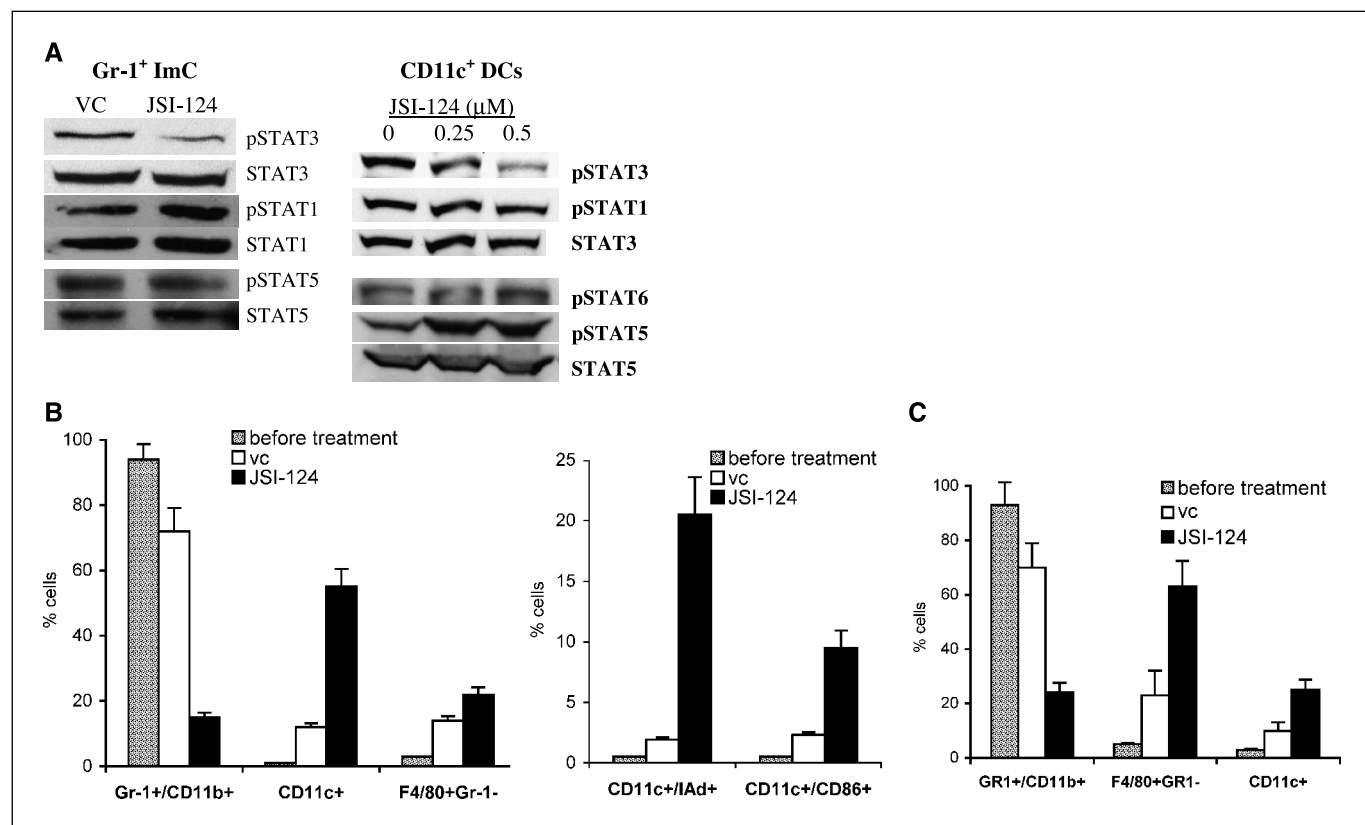 A
Gr-1+ ImC
VC JSI-124
pSTAT3
STAT3
pSTAT1
STAT1
pSTAT5
STAT5
CD11c+ DCs
JSI-124 (μM)
0 0.25 0.5
pSTAT3
pSTAT1
STAT3
pSTAT6
pSTAT5
STAT5
B
before treatment
vc
JSI-124
% cells
100
80
60
40
20
0
Gr-1+/CD11b+ CD11c+ F4/80+Gr-1-
before treatment
vc
JSI-124
% cells
25
20
15
10
5
0
CD11c+/IAd+ CD11c+/CD86+
C
before treatment
vc
JSI-124
% cells
100
80
60
40
20
0
GR1+/CD11b+ F4/80+GR1- CD11c+